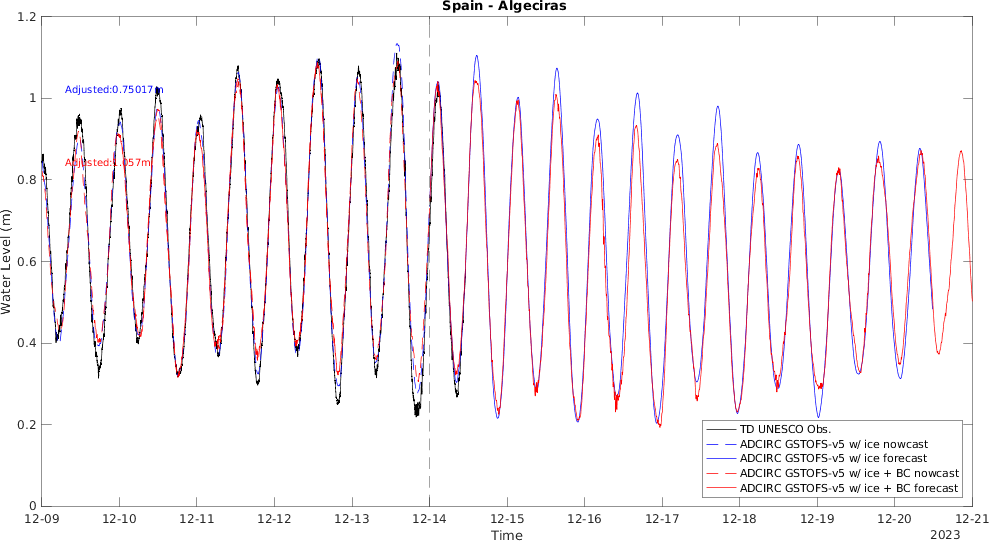 Spain - Algeciras
1.2
1
0.8
0.6
0.4
0.2
0
Water Level (m)
Adjusted:0.75017m
Adjusted:1.057m
TD UNESCO Obs.
ADCIRC GSTOFS-v5 w/ ice nowcast
ADCIRC GSTOFS-v5 w/ ice forecast
ADCIRC GSTOFS-v5 w/ ice + BC nowcast
ADCIRC GSTOFS-v5 w/ ice + BC forecast
12-09 12-10 12-11 12-12 12-13 12-14 12-15 12-16 12-17 12-18 12-19 12-20 12-21
Time
2023